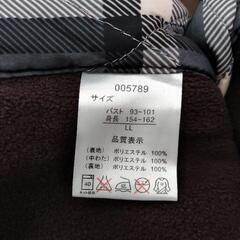 005789
サイズ
バスト 93-101
身長 154-162
LL
品質表示
(表地) ポリエステル 100%
(中わた) ポリエステル 100%
(裏地) ポリエステル 100%
40